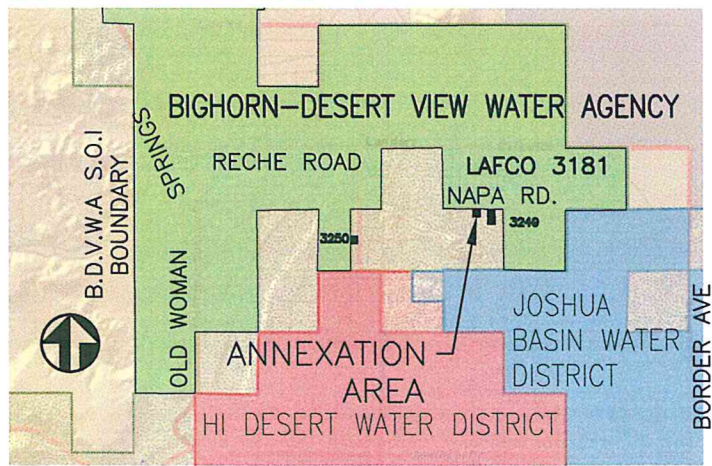 BIGHORN-DESERT VIEW WATER AGENCY
B.D.V.W.A S.O.I
BOUNDARY
OLD WOMAN
SPRINGS
RECHE ROAD
LAFCO 3181
NAPA RD.
3249
3250
ANNEXATION
AREA
HI DESERT WATER DISTRICT
JOSHUA
BASIN WATER
DISTRICT
BORDER AVE